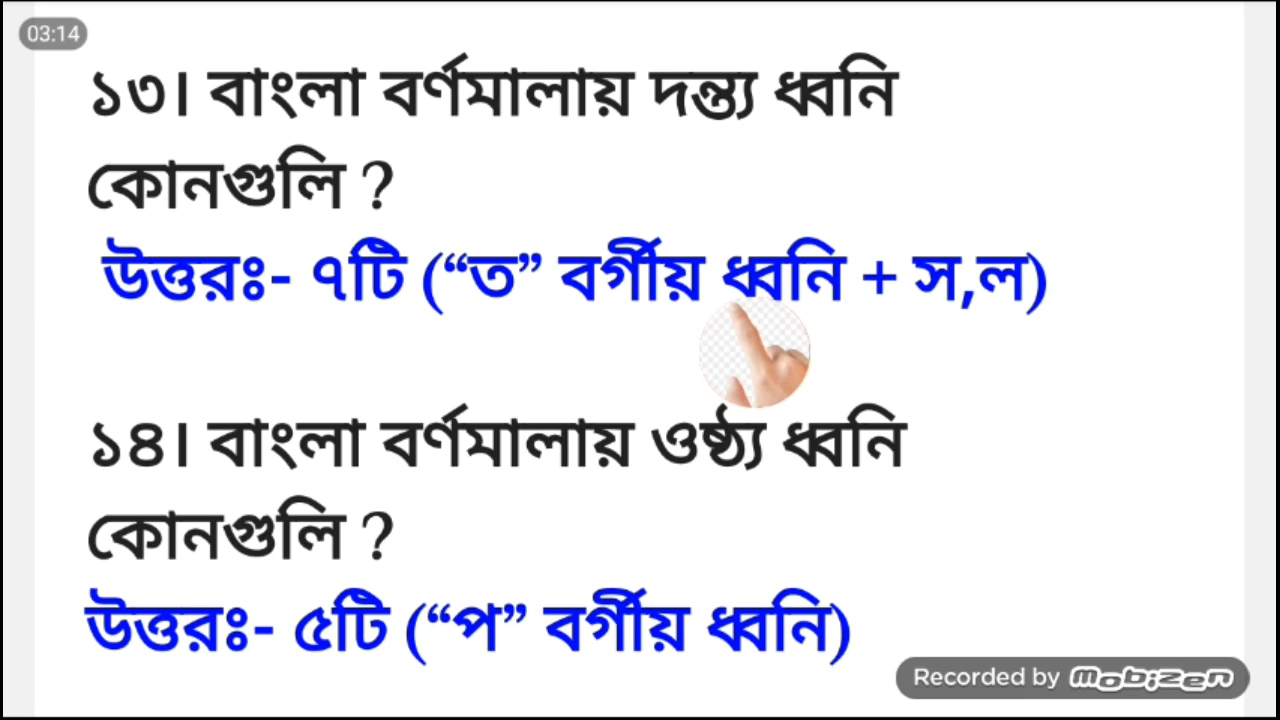 03:14
১৩। বাংলা বর্ণমালায় দন্ত্য ধ্বনি
কোনগুলি ?
উত্তরঃ- ৭টি (“ত” বর্গীয় ধ্বনি + স,ল)
১৪। বাংলা বর্ণমালায় ওষ্ঠ্য ধ্বনি
কোনগুলি ?
উত্তরঃ- ৫টি (“প” বর্গীয় ধ্বনি)
Recorded by Mobizen